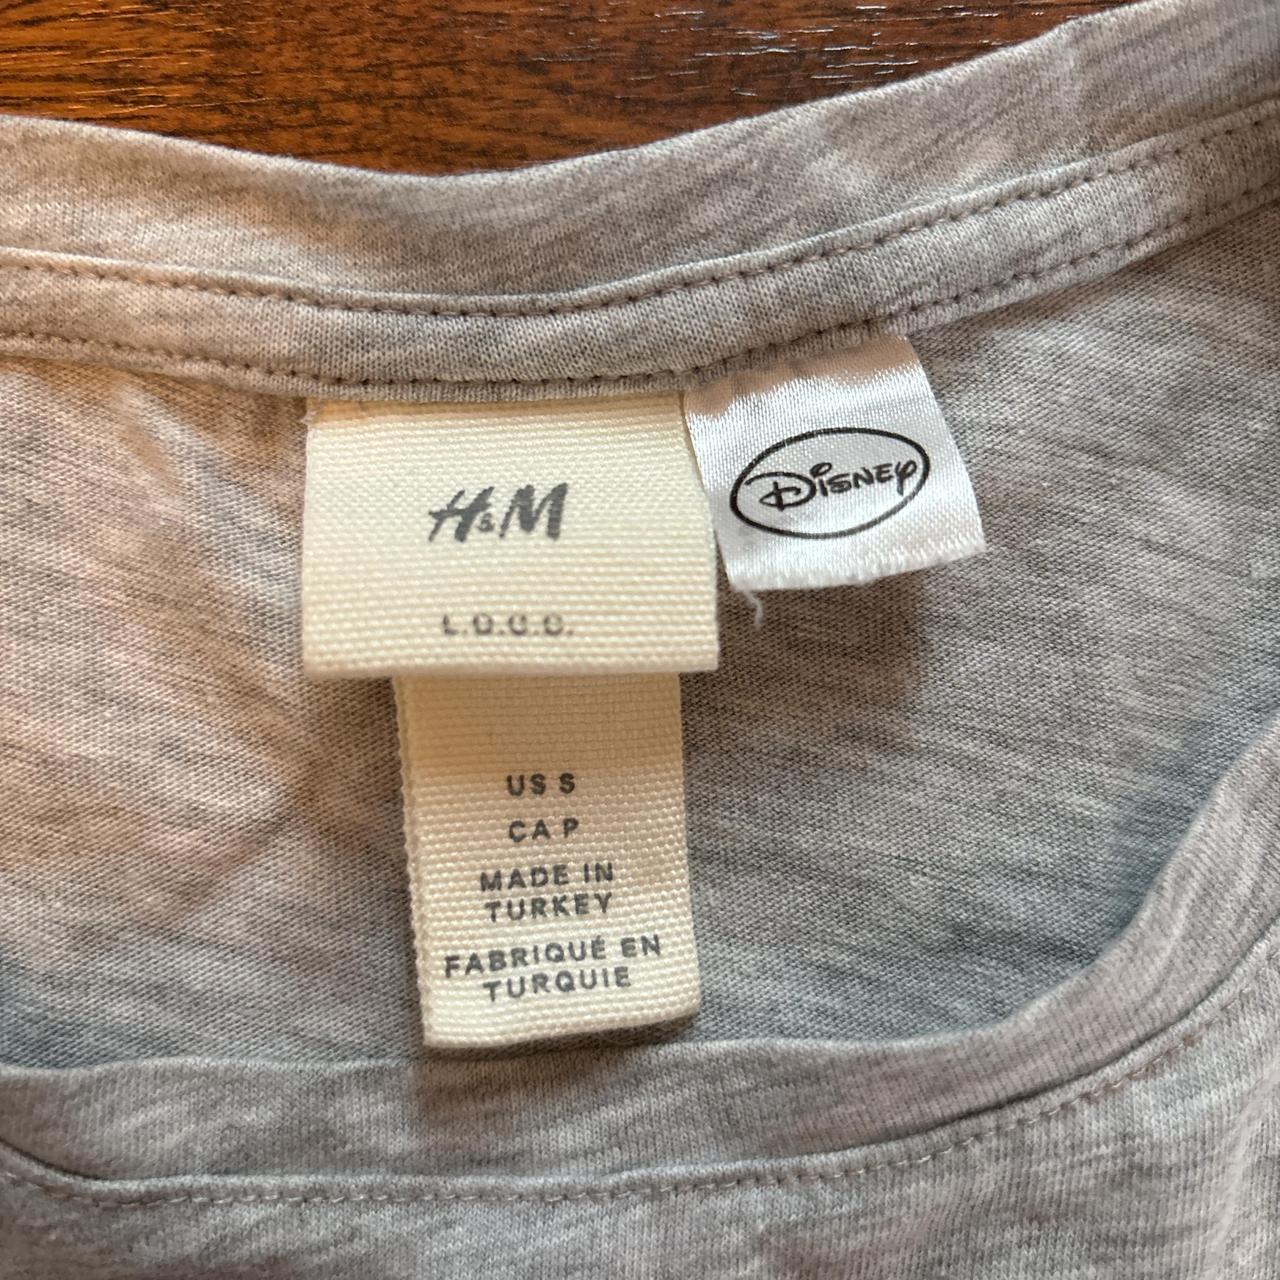 H&M
L.O.G.G.
DISNEY
US S
CA P
MADE IN
TURKEY
FABRIQUÉ EN
TURQUIE